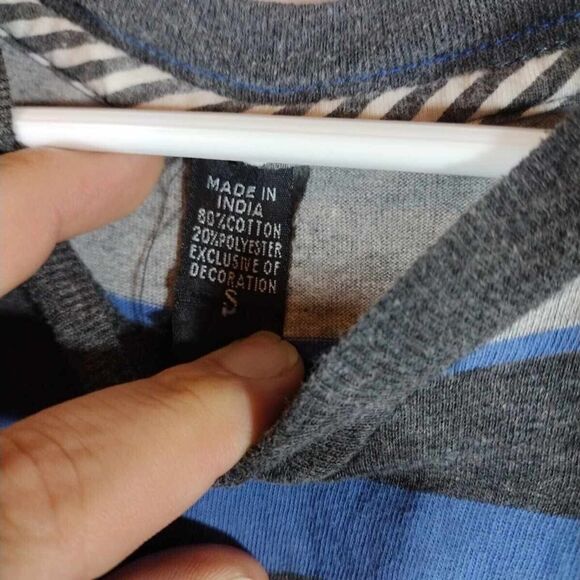 MADE IN
INDIA
80%COTTON
20%POLYESTER
EXCLUSIVE OF
DECORATION
S